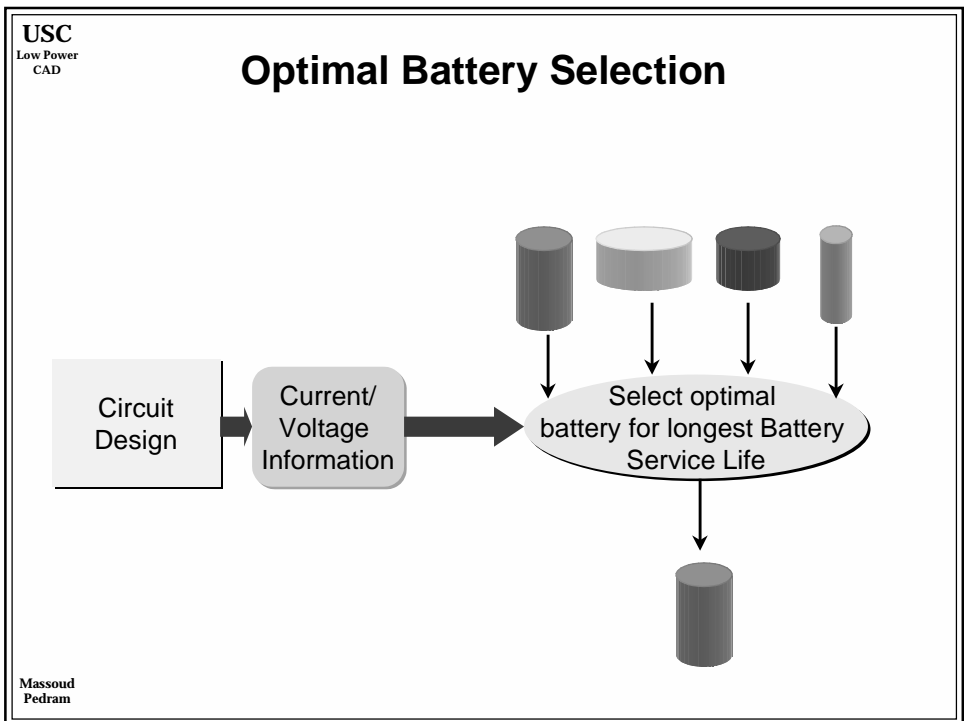 USC
Low Power
CAD
Optimal Battery Selection
Circuit
Design
Current/
Voltage
Information
Select optimal
battery for longest Battery
Service Life
Massoud
Pedram